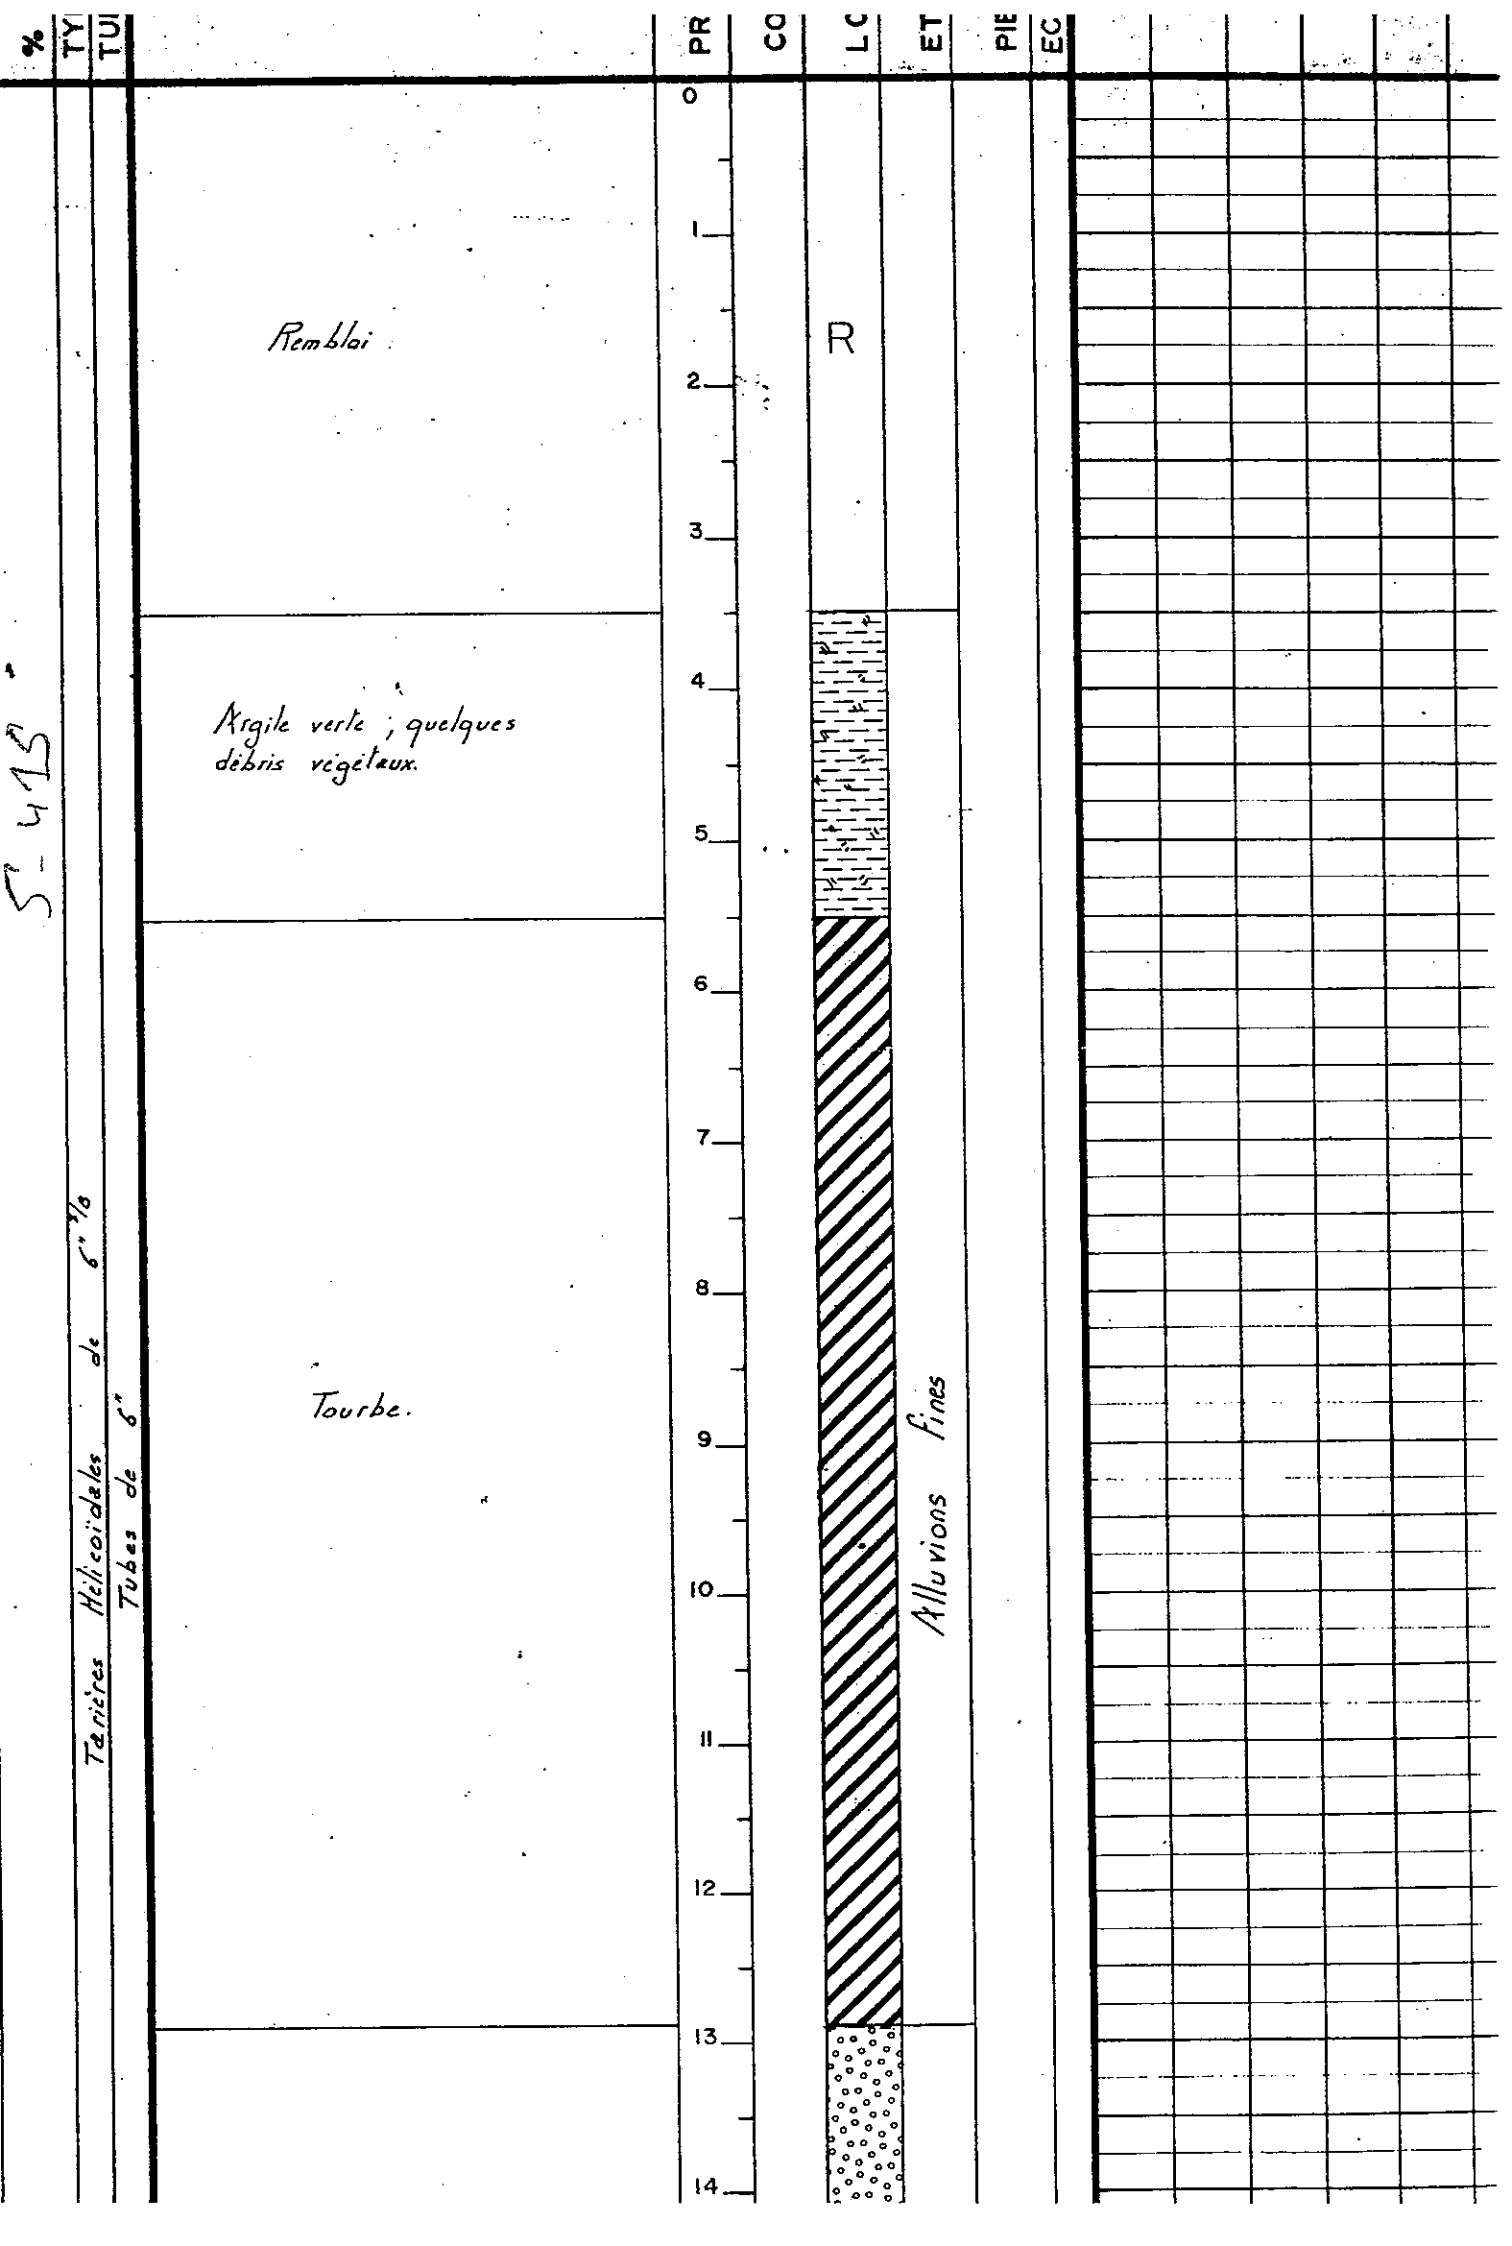 %
TY
TU
PR
CO
LO
ET
PIE
EC
0
1
Remblai
R
2
3
4
Argile verte ; quelques
débris végétaux.
5
5-415
6
7
8
Tarières Hélicoïdales de 6"
Tubes de 6"
Tourbe.
9
Alluvions fines
10
11
12
13
14